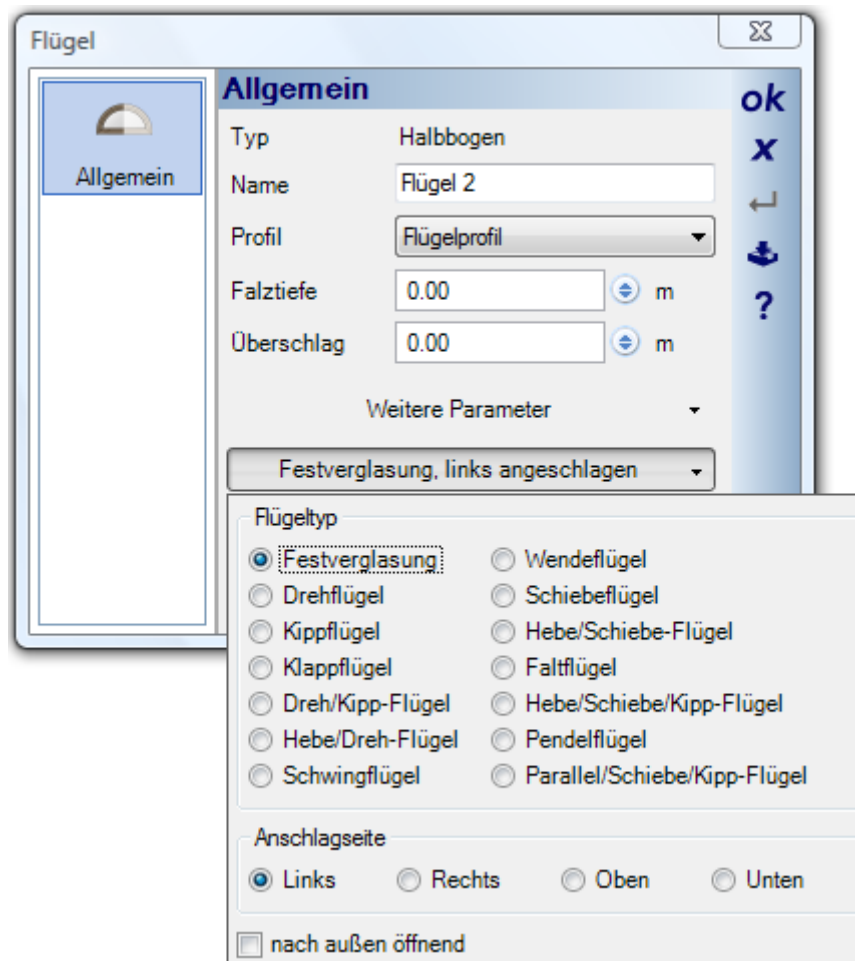 Flügel
Allgemein
Allgemein
ok
x
?
Typ Halbbogen
Name Flügel 2
Profil Flügelprofil
Falztiefe 0.00 m
Überschlag 0.00 m
Weitere Parameter
Festverglasung, links angeschlagen
Flügeltyp
Festverglasung Wendeflügel
Drehflügel Schiebeflügel
Kippflügel Hebe/Schiebe-Flügel
Klappflügel Faltflügel
Dreh/Kipp-Flügel Hebe/Schiebe/Kipp-Flügel
Hebe/Dreh-Flügel Pendelflügel
Schwingflügel Parallel/Schiebe/Kipp-Flügel
Anschlagseite
Links Rechts Oben Unten
nach außen öffnend